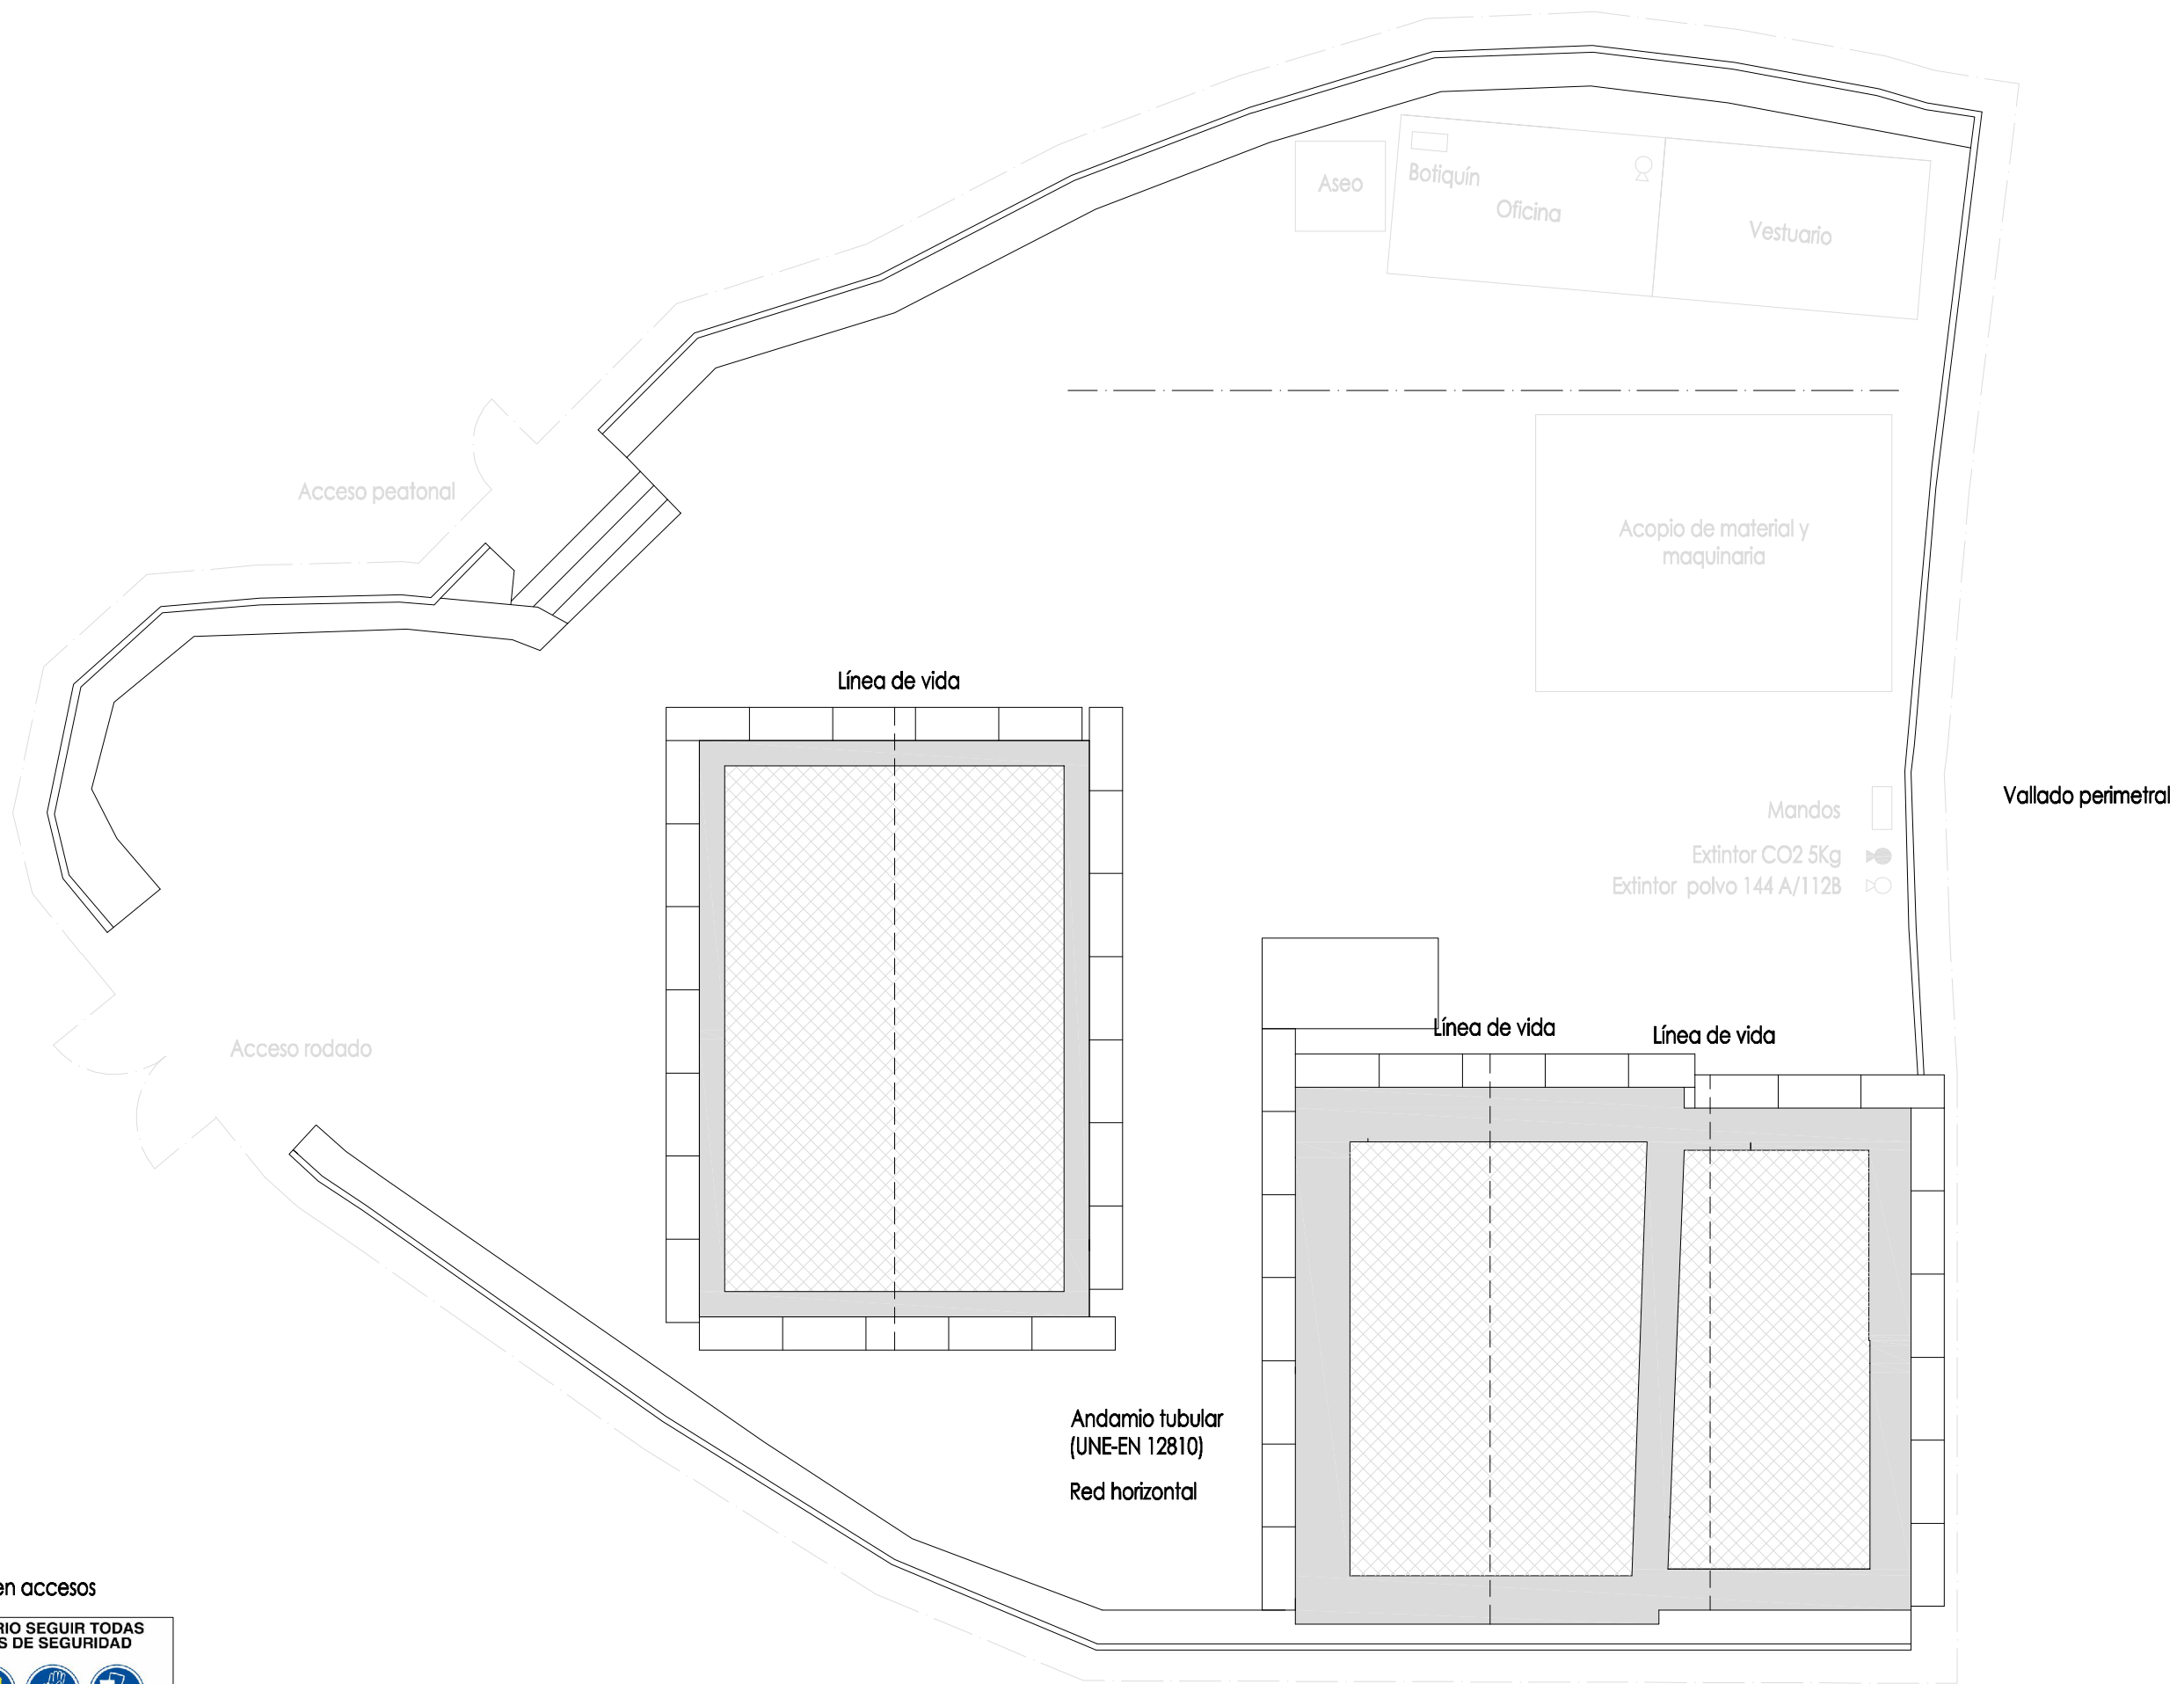 Aseo
Botiquín
Oficina
Vestuario
Acceso peatonal
Acopio de material y
maquinaria
Línea de vida
Vallado perimetral
Mandos
Extintor CO2 5Kg
Extintor polvo 144 A/112B
Línea de vida
Línea de vida
Acceso rodado
Andamio tubular
(UNE-EN 12810)
Red horizontal
en accesos
SEGUIR TODAS
DE SEGURIDAD